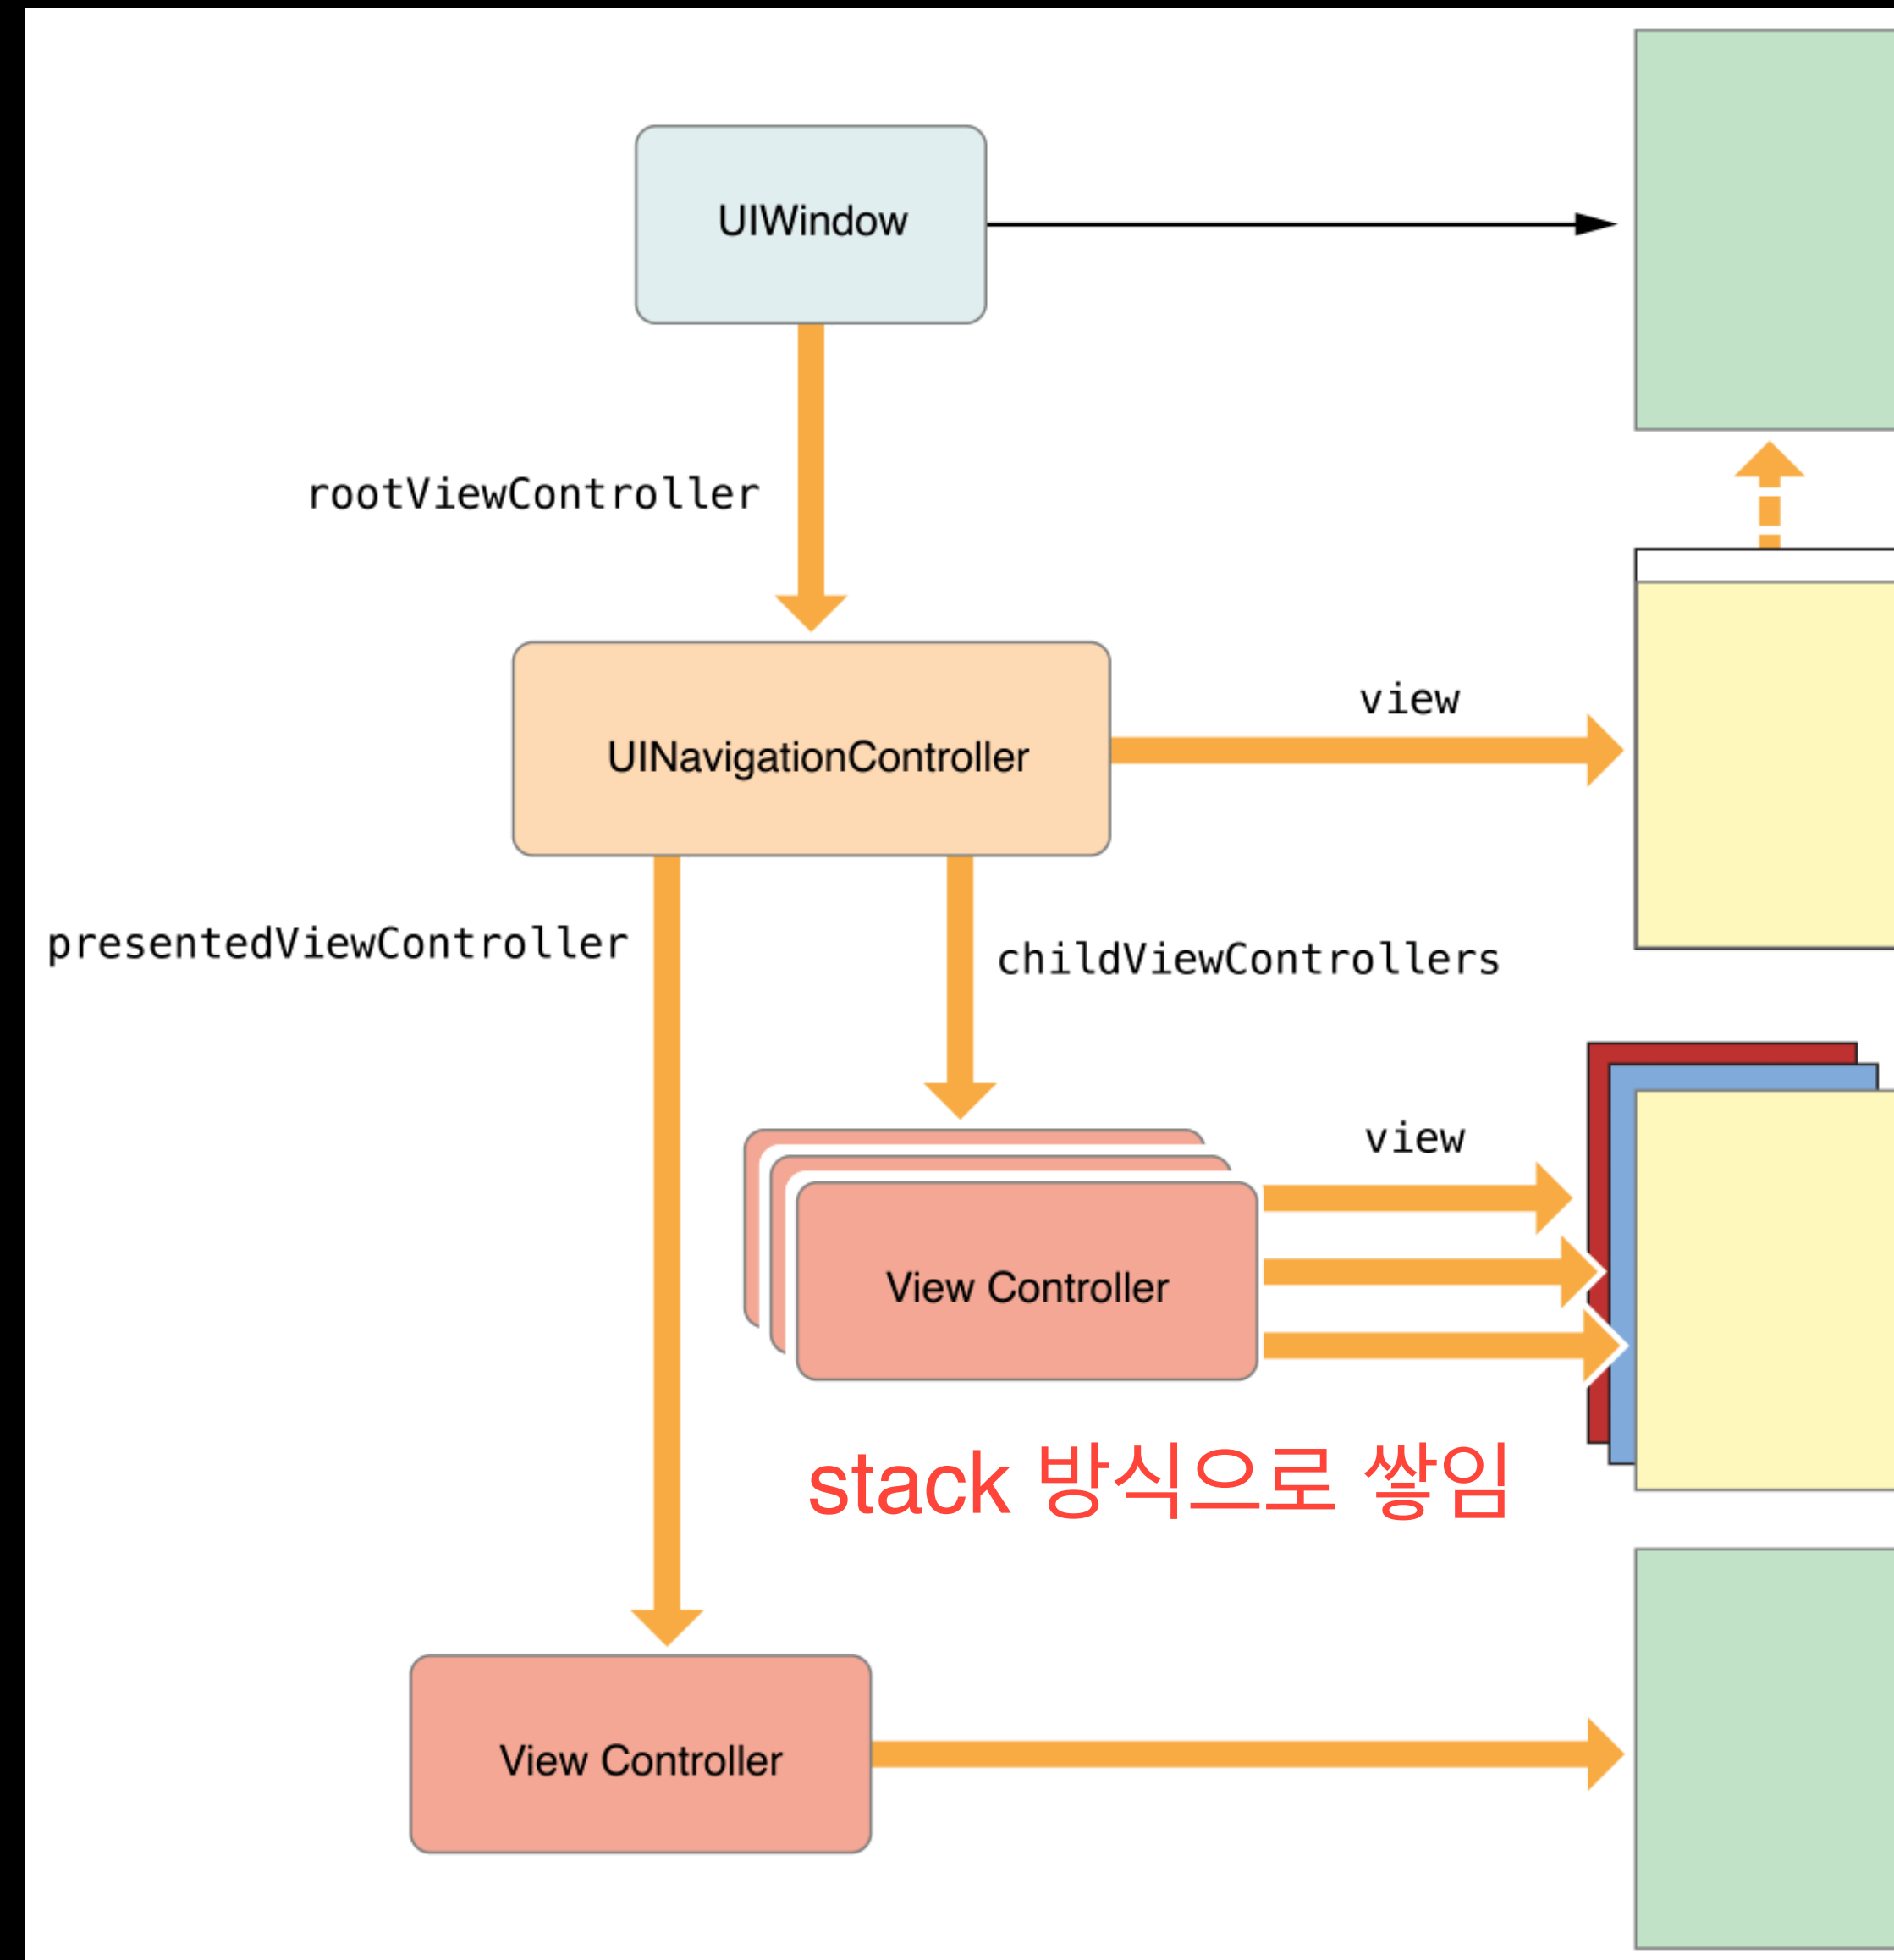 UIWindow
rootViewController
UINavigationController
view
presentedViewController
childViewControllers
view
View Controller
stack 방식으로 쌓임
View Controller